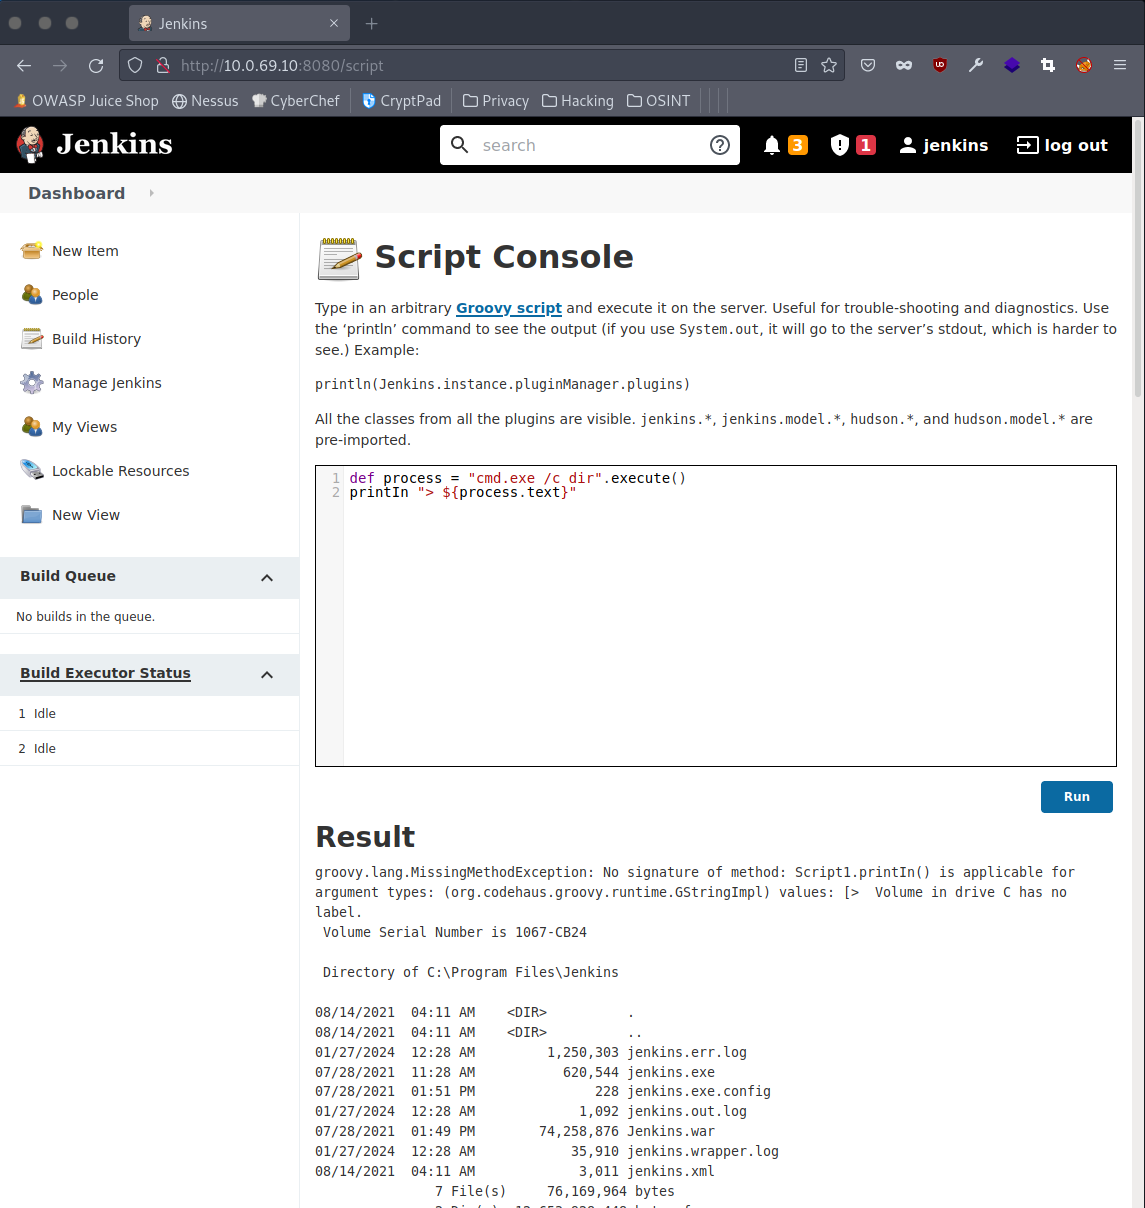 Jenkins
http://10.0.69.10:8080/script
OWASP Juice Shop Nessus CyberChef CryptPad Privacy Hacking OSINT
Jenkins search 3 1 jenkins log out
Dashboard
New Item
People
Build History
Manage Jenkins
My Views
Lockable Resources
New View
Build Queue
No builds in the queue.
Build Executor Status
1 Idle
2 Idle
Script Console
Type in an arbitrary Groovy script and execute it on the server. Useful for trouble-shooting and diagnostics. Use
the ‘println’ command to see the output (if you use System.out, it will go to the server’s stdout, which is harder to
see.) Example:
println(Jenkins.instance.pluginManager.plugins)
All the classes from all the plugins are visible. jenkins.*, jenkins.model.*, hudson.*, and hudson.model.* are
pre-imported.
1 def process = "cmd.exe /c dir".execute()
2 printIn "> ${process.text}"
Run
Result
groovy.lang.MissingMethodException: No signature of method: Script1.printIn() is applicable for
argument types: (org.codehaus.groovy.runtime.GStringImpl) values: [>  Volume in drive C has no
label.
Volume Serial Number is 1067-CB24
Directory of C:\Program Files\Jenkins
08/14/2021  04:11 AM    <DIR>          .
08/14/2021  04:11 AM    <DIR>          ..
01/27/2024  12:28 AM         1,250,303 jenkins.err.log
07/28/2021  11:28 AM           620,544 jenkins.exe
07/28/2021  01:51 PM               228 jenkins.exe.config
01/27/2024  12:28 AM             1,092 jenkins.out.log
07/28/2021  01:49 PM        74,258,876 Jenkins.war
01/27/2024  12:28 AM            35,910 jenkins.wrapper.log
08/14/2021  04:11 AM             3,011 jenkins.xml
7 File(s)     76,169,964 bytes